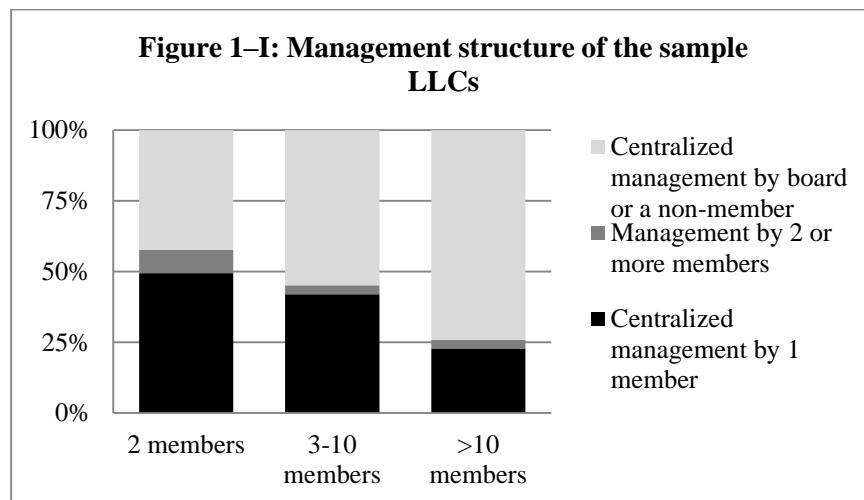 Figure 1–I: Management structure of the sample
LLCs
100%
75%
50%
25%
0%
2 members
3-10
members
>10
members
Centralized
management by board
or a non-member
Management by 2 or
more members
Centralized
management by 1
member